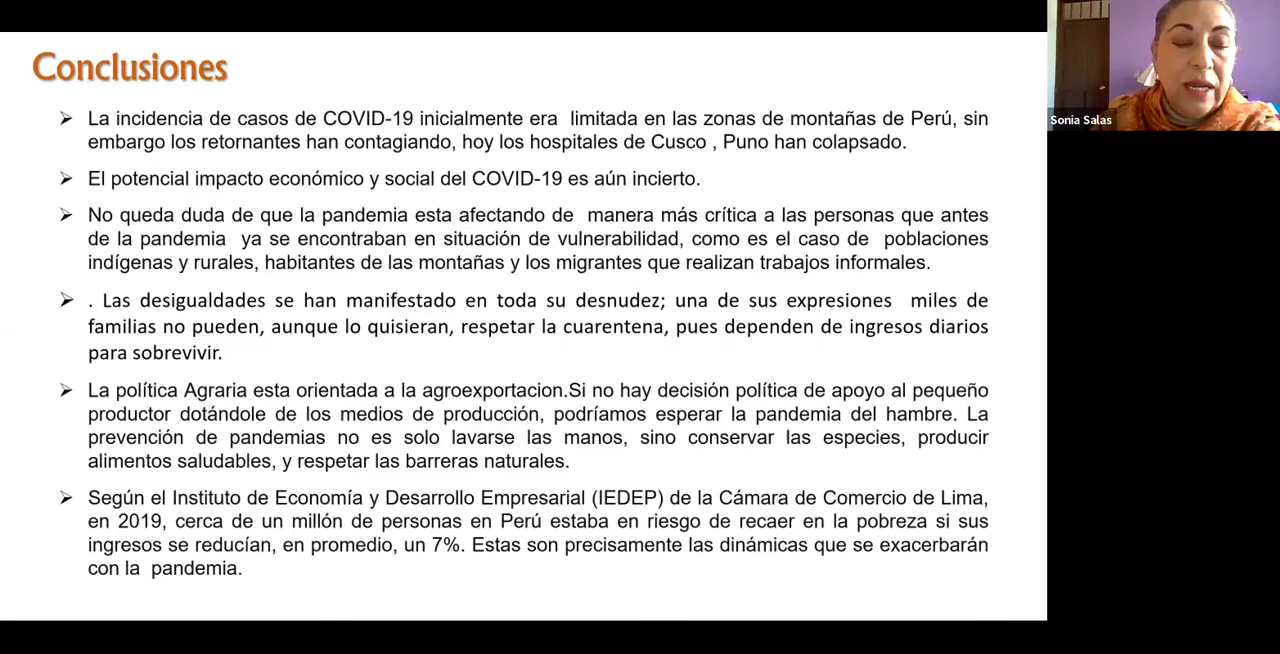 Conclusiones
La incidencia de casos de COVID-19 inicialmente era limitada en las zonas de montañas de Perú, sin
embargo los retornantes han contagiando, hoy los hospitales de Cusco , Puno han colapsado.
El potencial impacto económico y social del COVID-19 es aún incierto.
No queda duda de que la pandemia esta afectando de manera más crítica a las personas que antes
de la pandemia ya se encontraban en situación de vulnerabilidad, como es el caso de poblaciones
indígenas y rurales, habitantes de las montañas y los migrantes que realizan trabajos informales.
. Las desigualdades se han manifestado en toda su desnudez; una de sus expresiones miles de
familias no pueden, aunque lo quisieran, respetar la cuarentena, pues dependen de ingresos diarios
para sobrevivir.
La política Agraria esta orientada a la agroexportacion.Si no hay decisión política de apoyo al pequeño
productor dotándole de los medios de producción, podríamos esperar la pandemia del hambre. La
prevención de pandemias no es solo lavarse las manos, sino conservar las especies, producir
alimentos saludables, y respetar las barreras naturales.
Según el Instituto de Economía y Desarrollo Empresarial (IEDEP) de la Cámara de Comercio de Lima,
en 2019, cerca de un millón de personas en Perú estaba en riesgo de recaer en la pobreza si sus
ingresos se reducían, en promedio, un 7%. Estas son precisamente las dinámicas que se exacerbarán
con la pandemia.
Sonia Salas